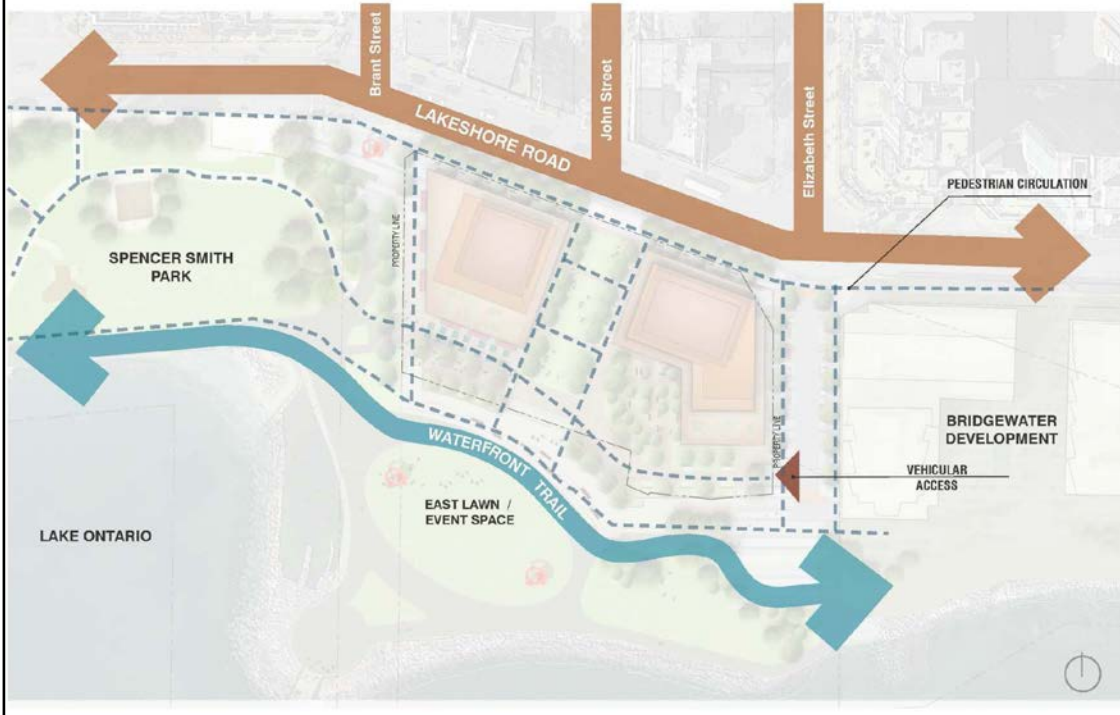 Brant Street
John Street
Elizabeth Street
LAKESHORE ROAD
PEDESTRIAN CIRCULATION
PROPERTY LINE
SPENCER SMITH
PARK
WATERFRONT TRAIL
PROPERTY LINE
BRIDGEWATER
DEVELOPMENT
VEHICULAR
ACCESS
EAST LAWN /
EVENT SPACE
LAKE ONTARIO